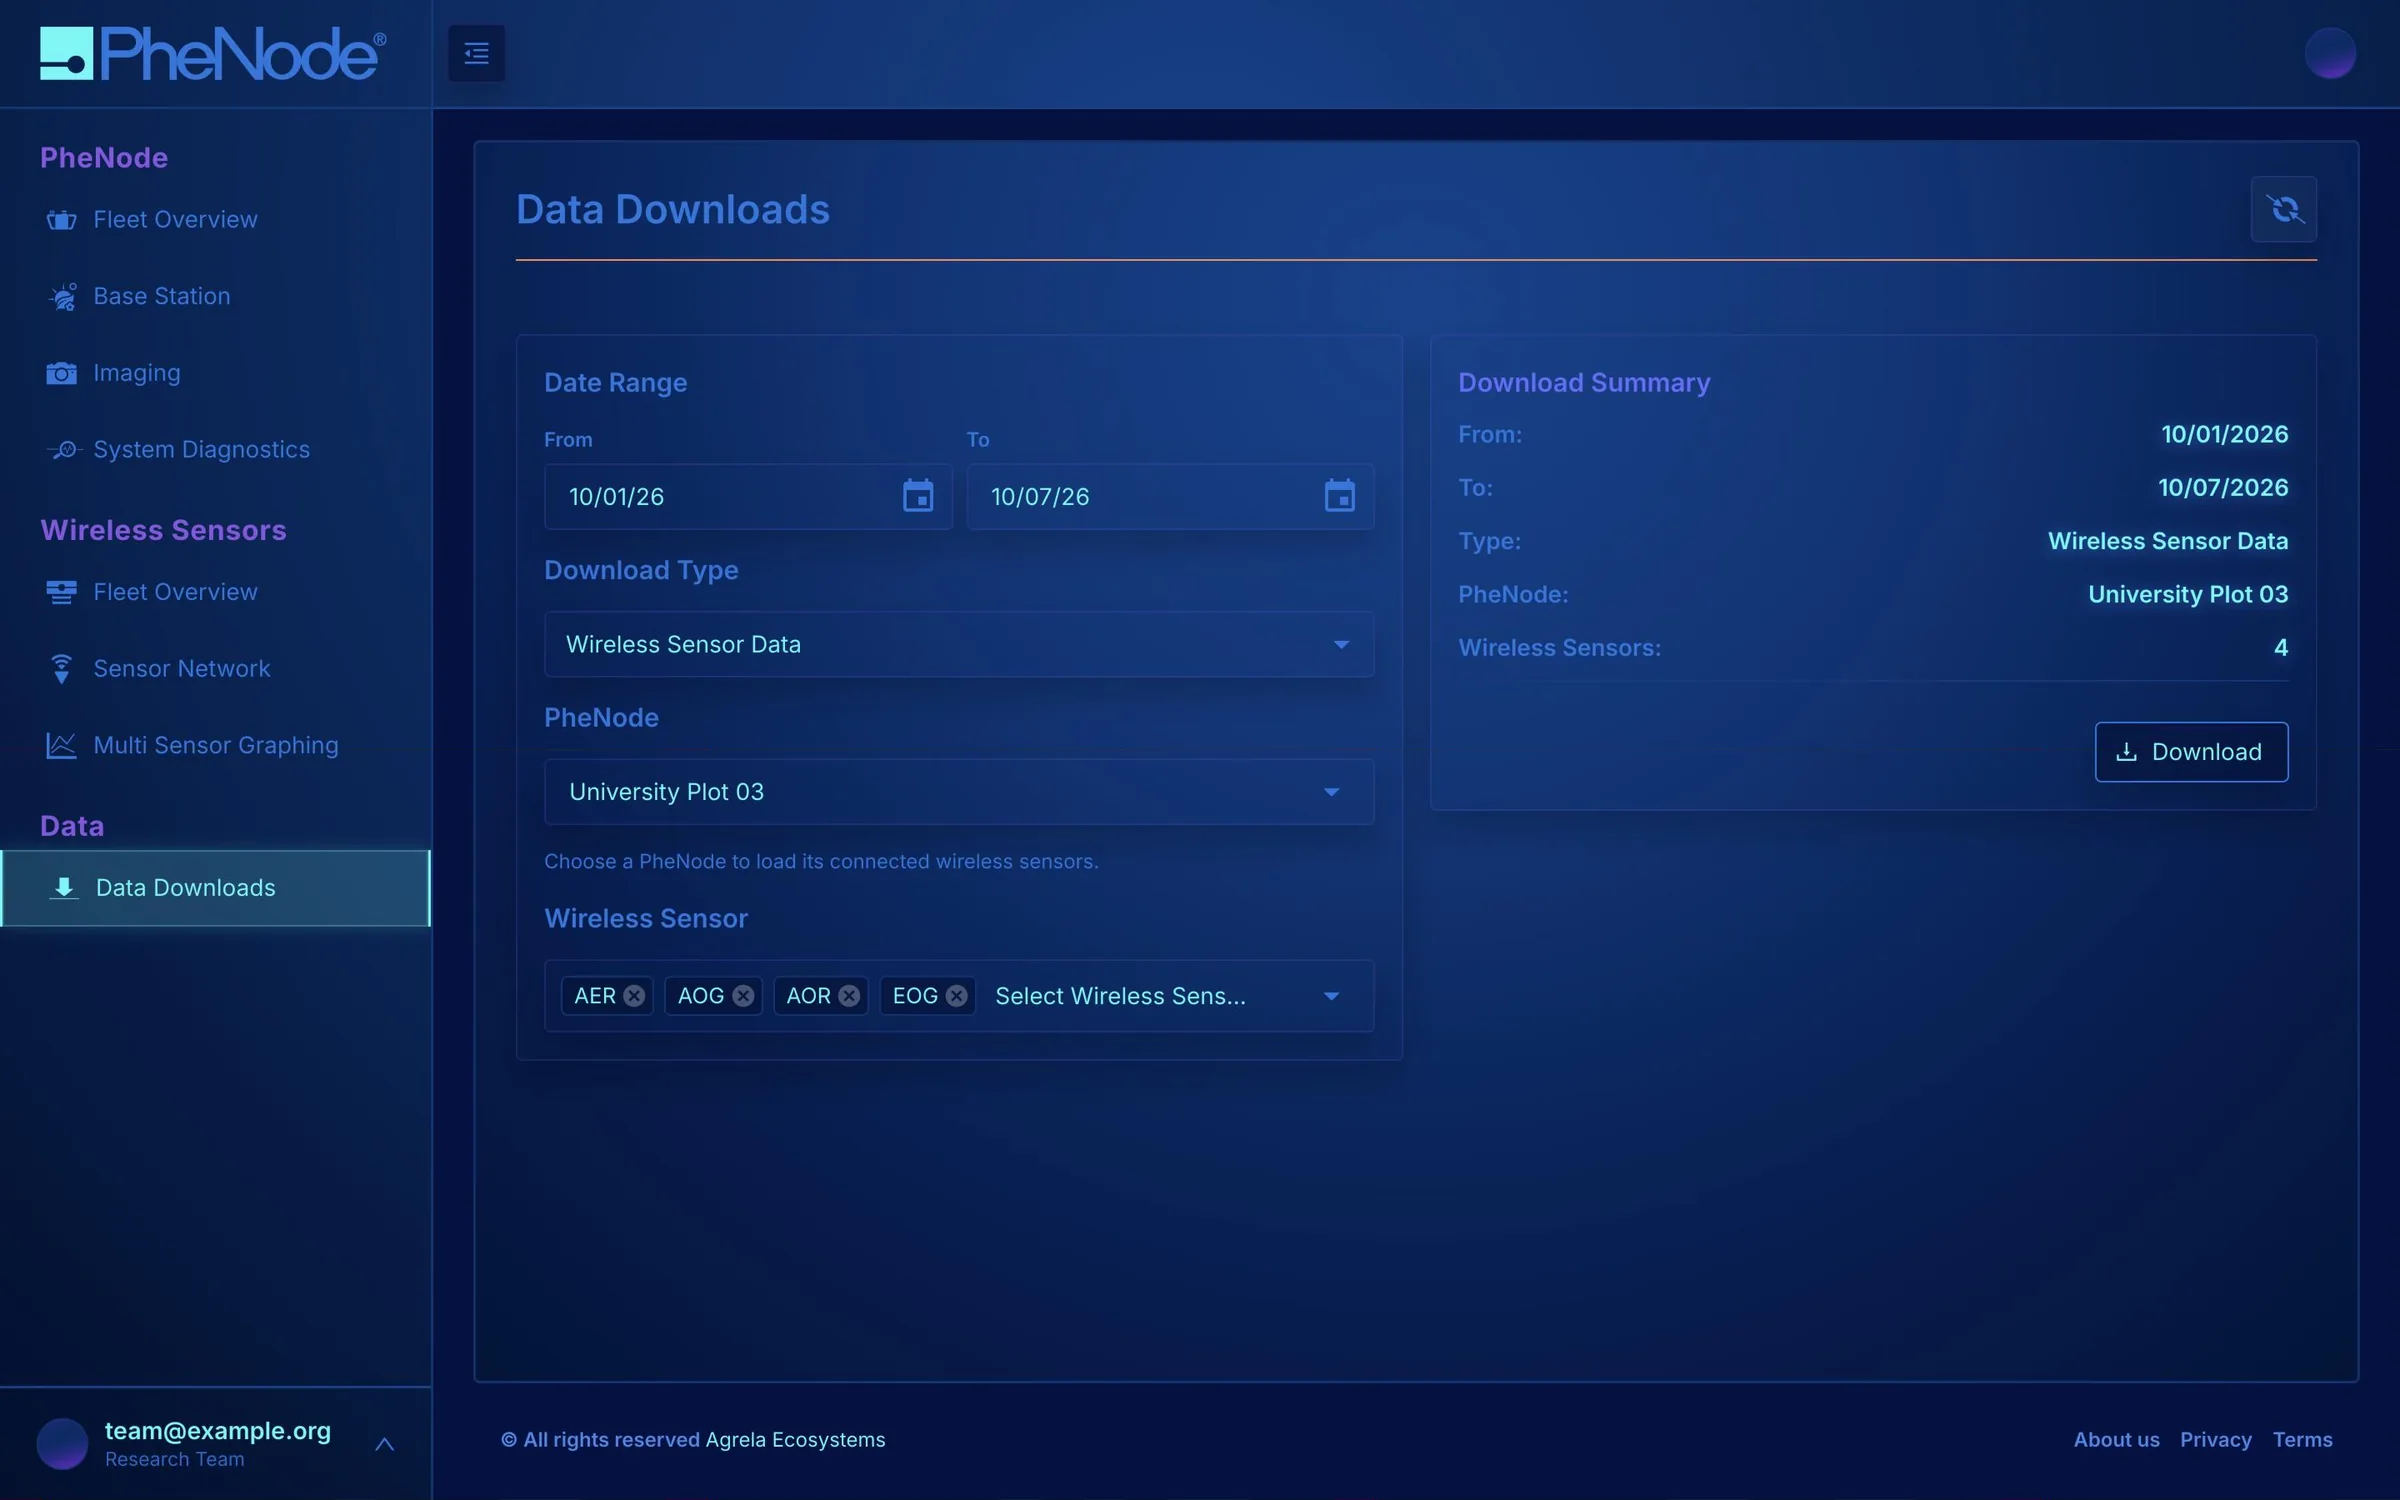 PheNode®
PheNode
Fleet Overview
Base Station
Imaging
System Diagnostics
Wireless Sensors
Fleet Overview
Sensor Network
Multi Sensor Graphing
Data
Data Downloads
team@example.org
Research Team
Data Downloads
Date Range
From
To
10/01/26
10/07/26
Download Type
Wireless Sensor Data
PheNode
University Plot 03
Choose a PheNode to load its connected wireless sensors.
Wireless Sensor
AER AOG AOR EOG Select Wireless Sens...
Download Summary
From: 10/01/2026
To: 10/07/2026
Type: Wireless Sensor Data
PheNode: University Plot 03
Wireless Sensors: 4
Download
© All rights reserved Agrela Ecosystems
About us Privacy Terms